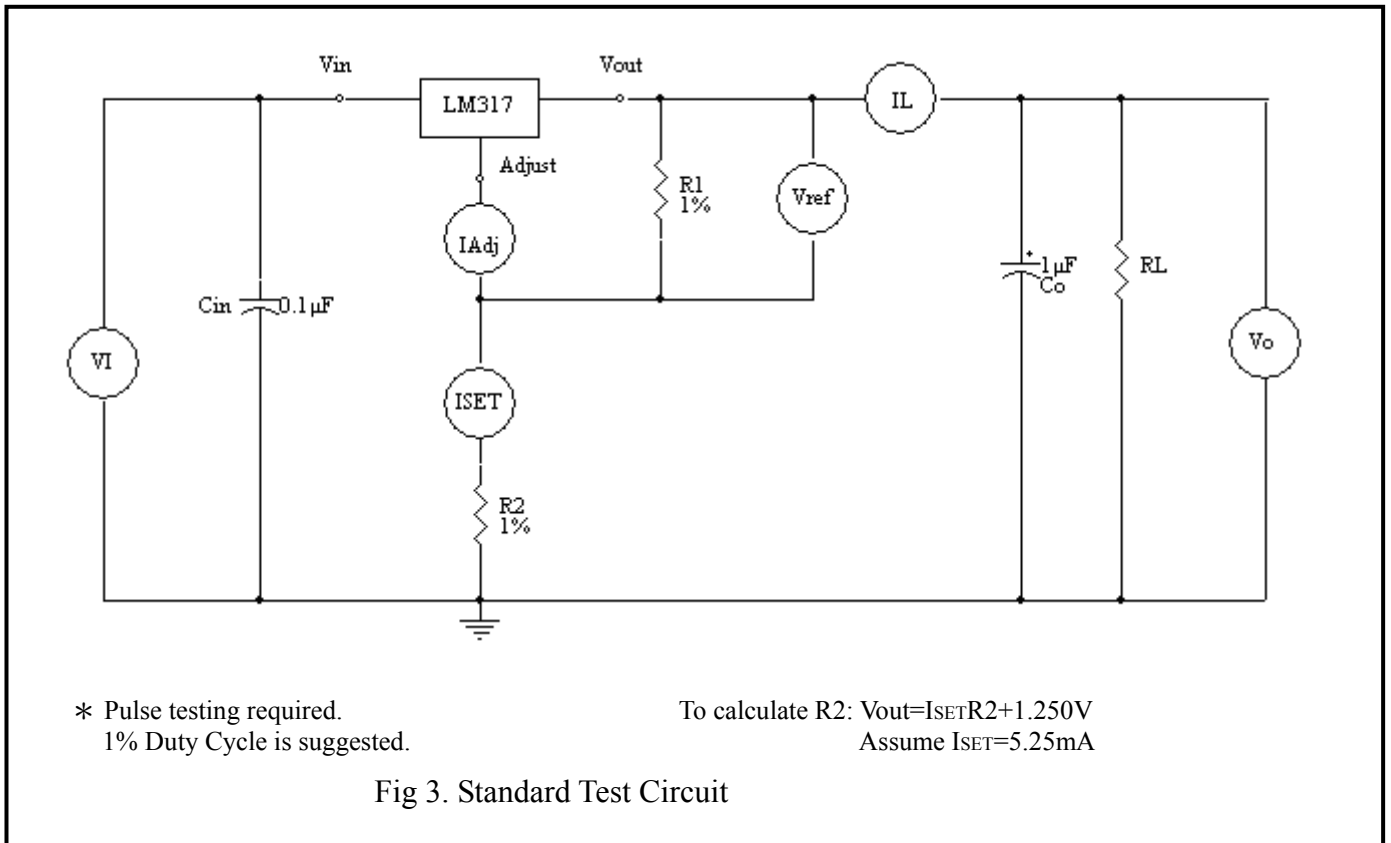 Vin
Vout
LM317
IL
Adjust
R1
1%
Vref
IAdj
Cin
0.1µF
1µF
Co
RL
VI
Vo
ISET
R2
1%
* Pulse testing required.
1% Duty Cycle is suggested.
To calculate R2: Vout=ISETR2+1.250V
Assume ISET=5.25mA
Fig 3. Standard Test Circuit